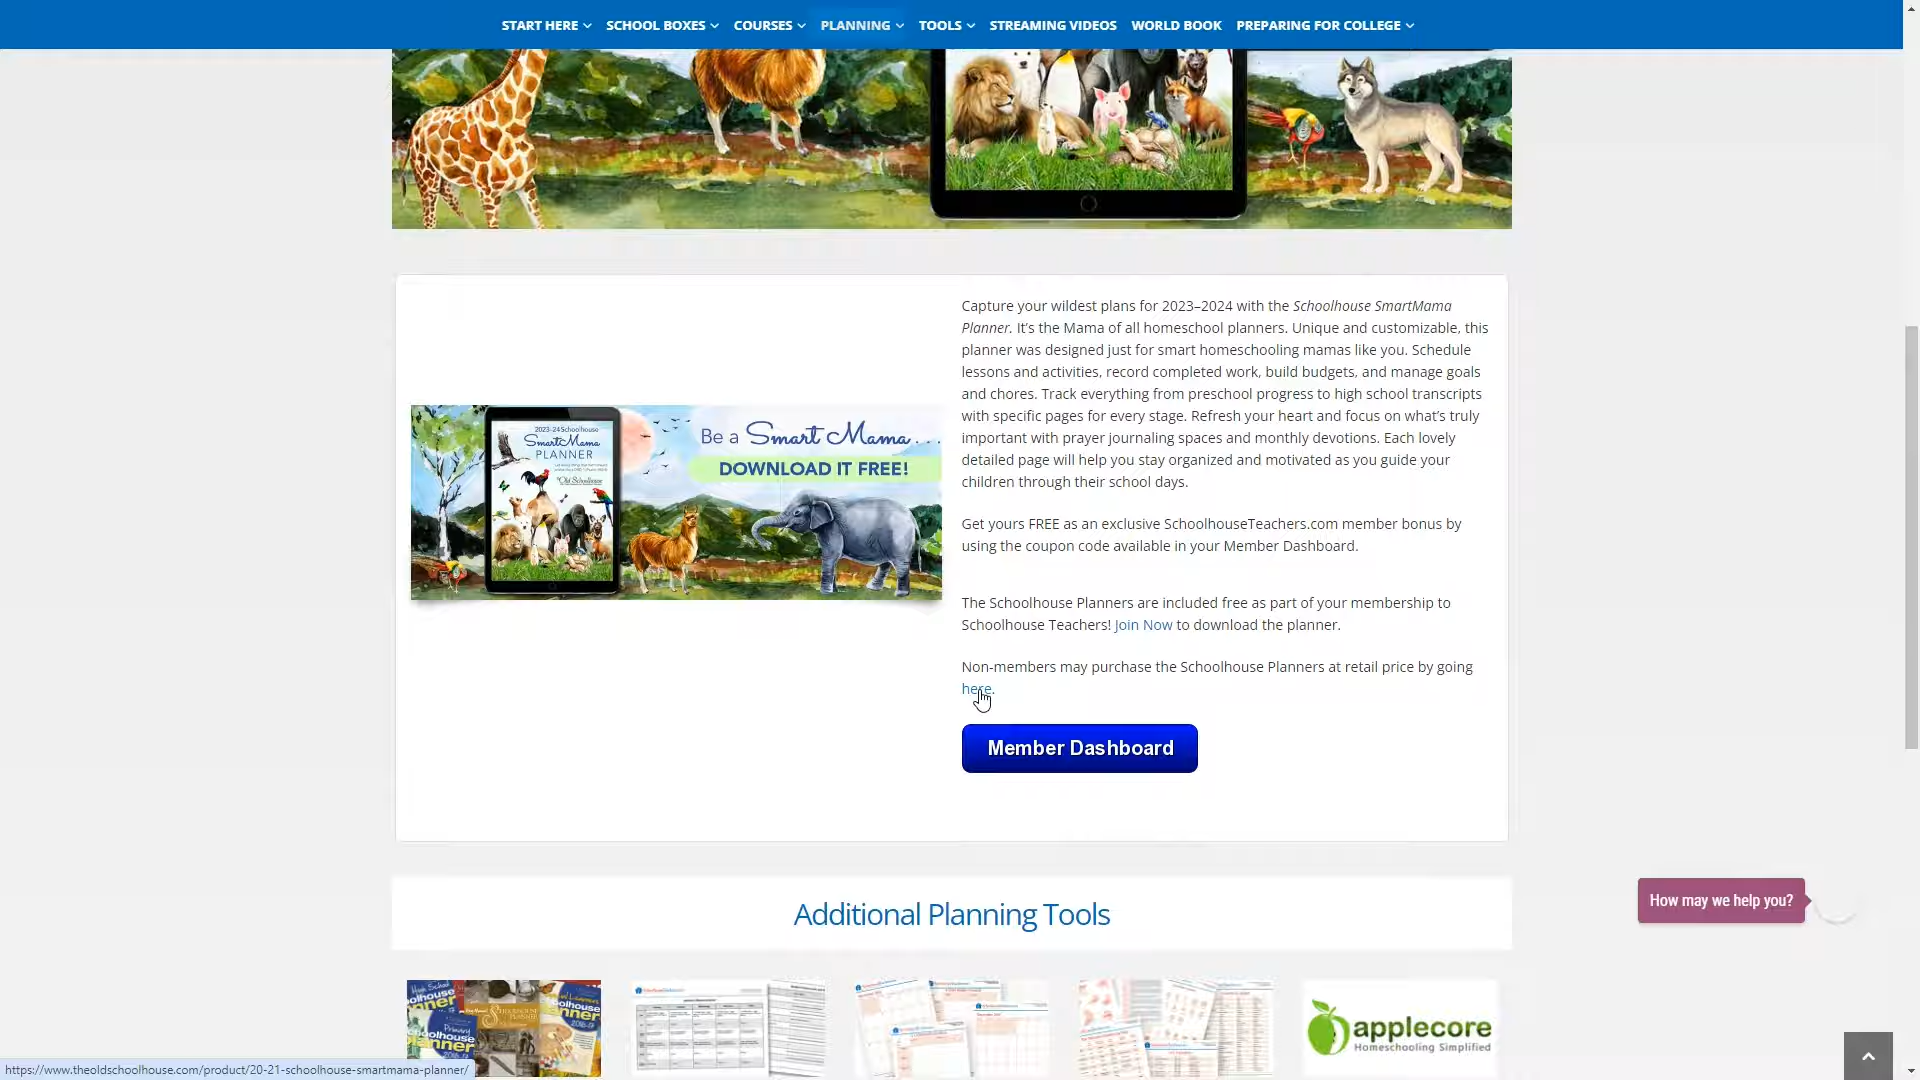 START HERE SCHOOL BOXES COURSES PLANNING TOOLS STREAMING VIDEOS WORLD BOOK PREPARING FOR COLLEGE
Capture your wildest plans for 2023–2024 with the Schoolhouse SmartMama
Planner. It’s the Mama of all homeschool planners. Unique and customizable, this
planner was designed just for smart homeschooling mamas like you. Schedule
lessons and activities, record completed work, build budgets, and manage goals
and chores. Track everything from preschool progress to high school transcripts
with specific pages for every stage. Refresh your heart and focus on what’s truly
important with prayer journaling spaces and monthly devotions. Each lovely
detailed page will help you stay organized and motivated as you guide your
children through their school days.
2023-24 Schoolhouse
SmartMama
PLANNER
The Old Schoolhouse
Be a Smart Mama . . .
DOWNLOAD IT FREE!
Get yours FREE as an exclusive SchoolhouseTeachers.com member bonus by
using the coupon code available in your Member Dashboard.
The Schoolhouse Planners are included free as part of your membership to
Schoolhouse Teachers! Join Now to download the planner.
Non-members may purchase the Schoolhouse Planners at retail price by going
here.
Member Dashboard
How may we help you?
Additional Planning Tools
applecore
Homeschooling Simplified
https://www.theoldschoolhouse.com/product/20-21-schoolhouse-smartmama-planner/